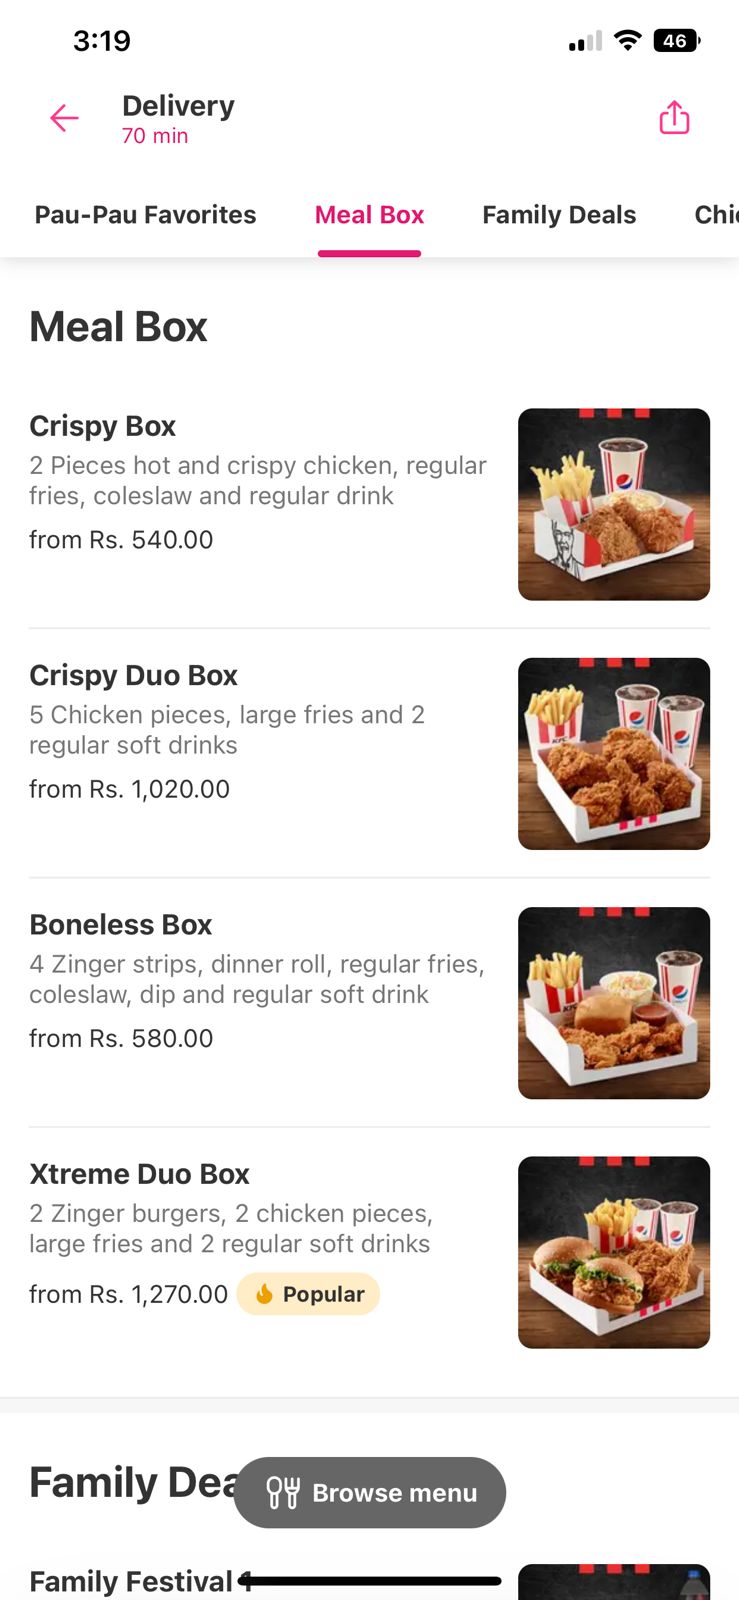 3:19
46
Delivery
70 min
Pau-Pau Favorites
Meal Box
Family Deals
Meal Box
Crispy Box
2 Pieces hot and crispy chicken, regular
fries, coleslaw and regular drink
from Rs. 540.00
Crispy Duo Box
5 Chicken pieces, large fries and 2
regular soft drinks
from Rs. 1,020.00
KFC
Boneless Box
4 Zinger strips, dinner roll, regular fries,
coleslaw, dip and regular soft drink
from Rs. 580.00
KFC
Xtreme Duo Box
2 Zinger burgers, 2 chicken pieces,
large fries and 2 regular soft drinks
from Rs. 1,270.00 Popular
Family
Browse menu
Family Festival 1